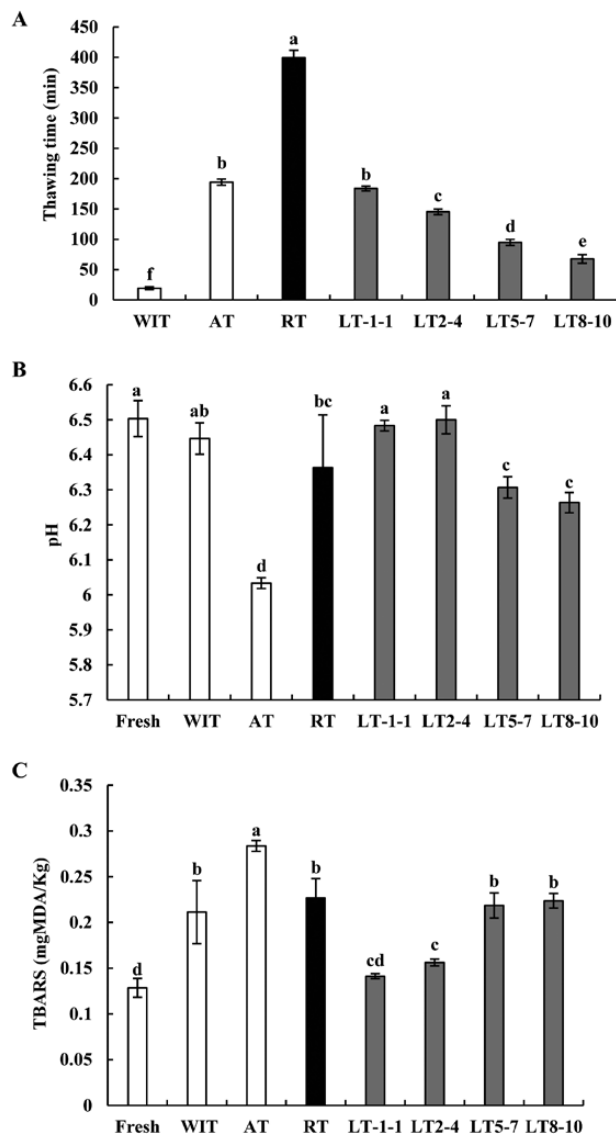 A
Thawing time (min)
450
400
350
300
250
200
150
100
50
0
f
b
a
b
c
d
e
WIT AT RT LT-1-1 LT2-4 LT5-7 LT8-10
B
pH
6.6
6.5
6.4
6.3
6.2
6.1
6
5.9
5.8
5.7
a
ab
d
bc
a
a
c
c
Fresh WIT AT RT LT-1-1 LT2-4 LT5-7 LT8-10
C
TBARS (mgMDA/Kg)
0.35
0.3
0.25
0.2
0.15
0.1
0.05
0
d
b
a
b
cd
c
b
b
Fresh WIT AT RT LT-1-1 LT2-4 LT5-7 LT8-10